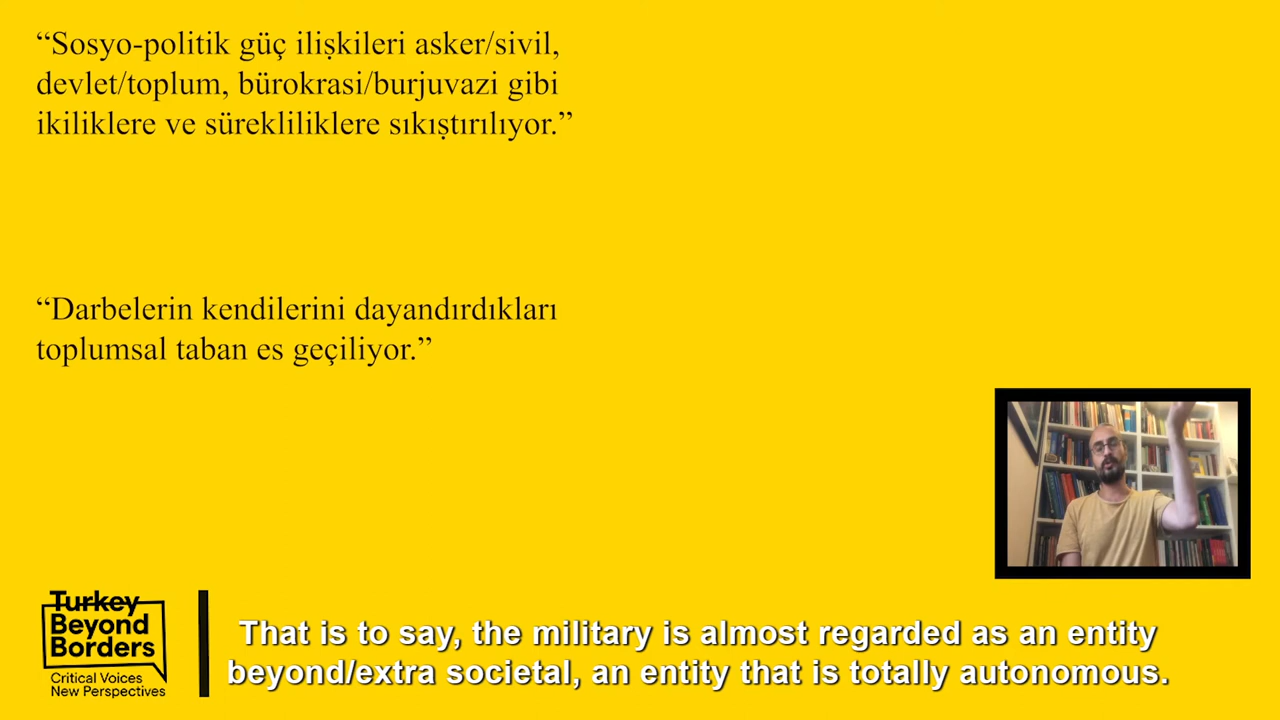 “Sosyo-politik güç ilişkileri asker/sivil,
devlet/toplum, bürokrasi/burjuvazi gibi
ikiliklere ve sürekliliklere sıkıştırılıyor.”
“Darbelerin kendilerini dayandırdıkları
toplumsal taban es geçiliyor.”
Turkey
Beyond
Borders
Critical Voices
New Perspectives
That is to say, the military is almost regarded as an entity
beyond/extra societal, an entity that is totally autonomous.